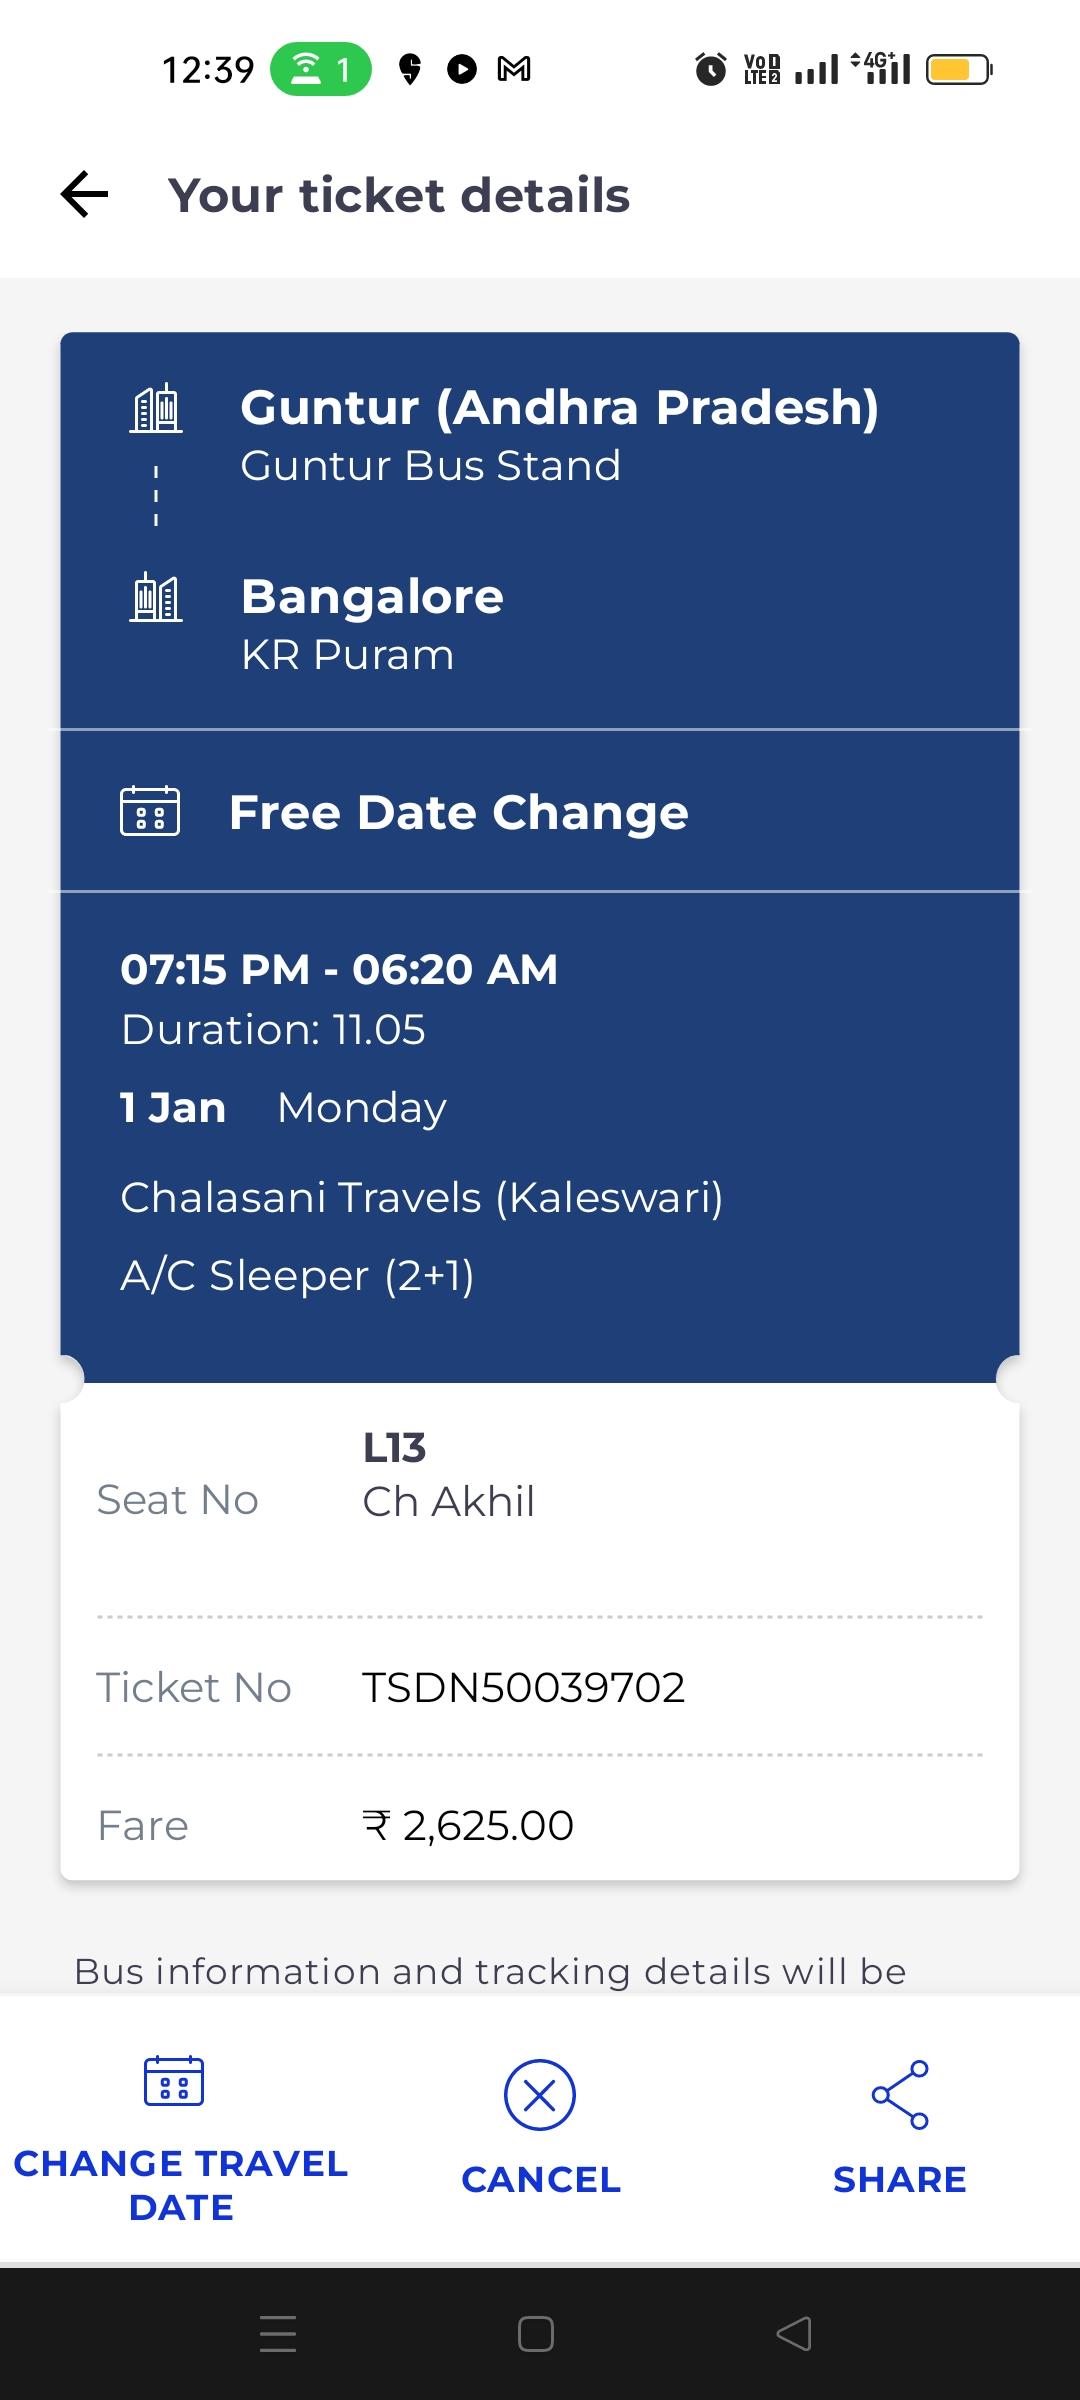 12:39 1 Vo 1 LTE 2 4G+
Your ticket details
Guntur (Andhra Pradesh)
Guntur Bus Stand
Bangalore
KR Puram
Free Date Change
07:15 PM - 06:20 AM
Duration: 11.05
1 Jan Monday
Chalasani Travels (Kaleswari)
A/C Sleeper (2+1)
L13
Seat No Ch Akhil
Ticket No TSDN50039702
Fare ₹ 2,625.00
Bus information and tracking details will be
CHANGE TRAVEL
DATE
CANCEL
SHARE